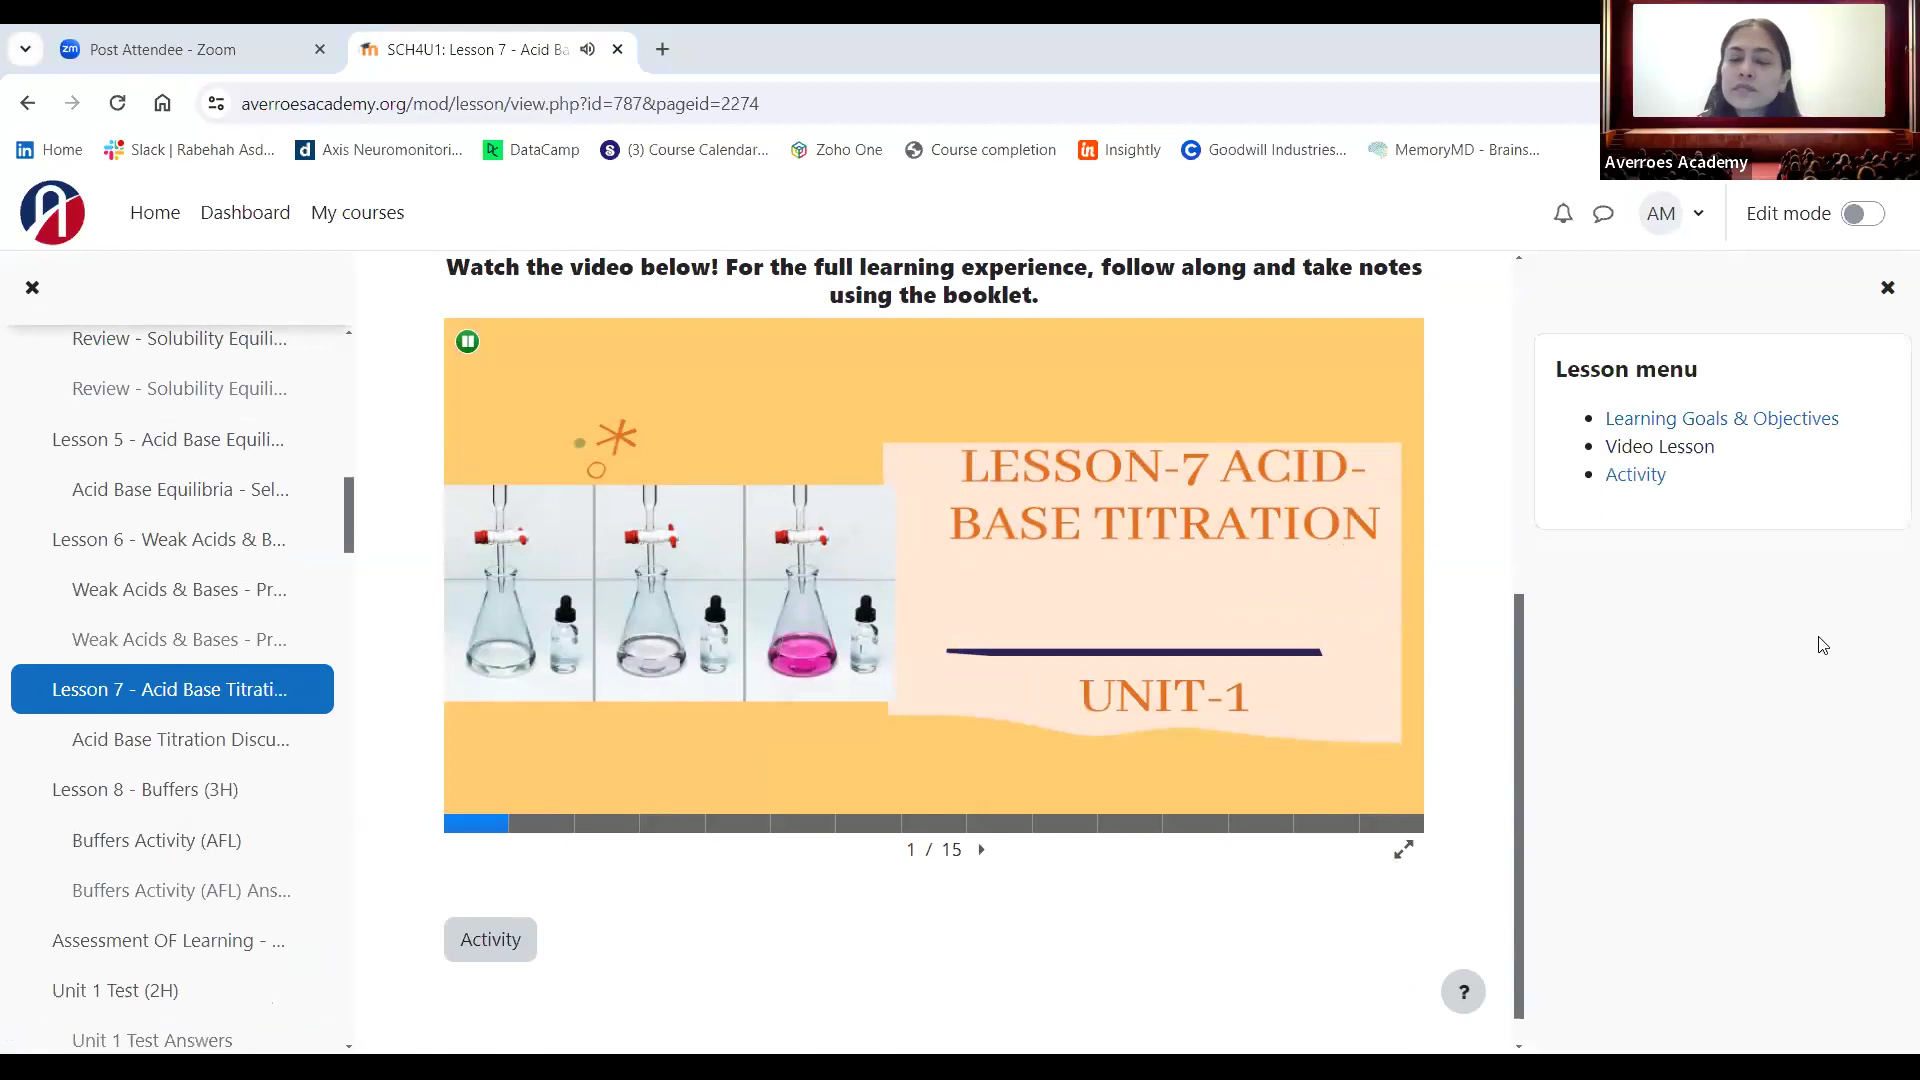 Post Attendee - Zoom
SCH4U1: Lesson 7 - Acid Ba
averroesacademy.org/mod/lesson/view.php?id=787&pageid=2274
Home
Slack | Rabehah Asd...
Axis Neuromonitori...
DataCamp
(3) Course Calendar...
Zoho One
Course completion
Insightly
Goodwill Industries...
MemoryMD - Brains...
Averroes Academy
Home
Dashboard
My courses
AM
Edit mode
Review - Solubility Equili...
Review - Solubility Equili...
Lesson 5 - Acid Base Equili...
Acid Base Equilibria - Sel...
Lesson 6 - Weak Acids & B...
Weak Acids & Bases - Pr...
Weak Acids & Bases - Pr...
Lesson 7 - Acid Base Titrati...
Acid Base Titration Discu...
Lesson 8 - Buffers (3H)
Buffers Activity (AFL)
Buffers Activity (AFL) Ans...
Assessment OF Learning - ...
Unit 1 Test (2H)
Unit 1 Test Answers
Watch the video below! For the full learning experience, follow along and take notes
using the booklet.
LESSON-7 ACID-
BASE TITRATION
UNIT-1
1 / 15
Activity
?
Lesson menu
Learning Goals & Objectives
Video Lesson
Activity